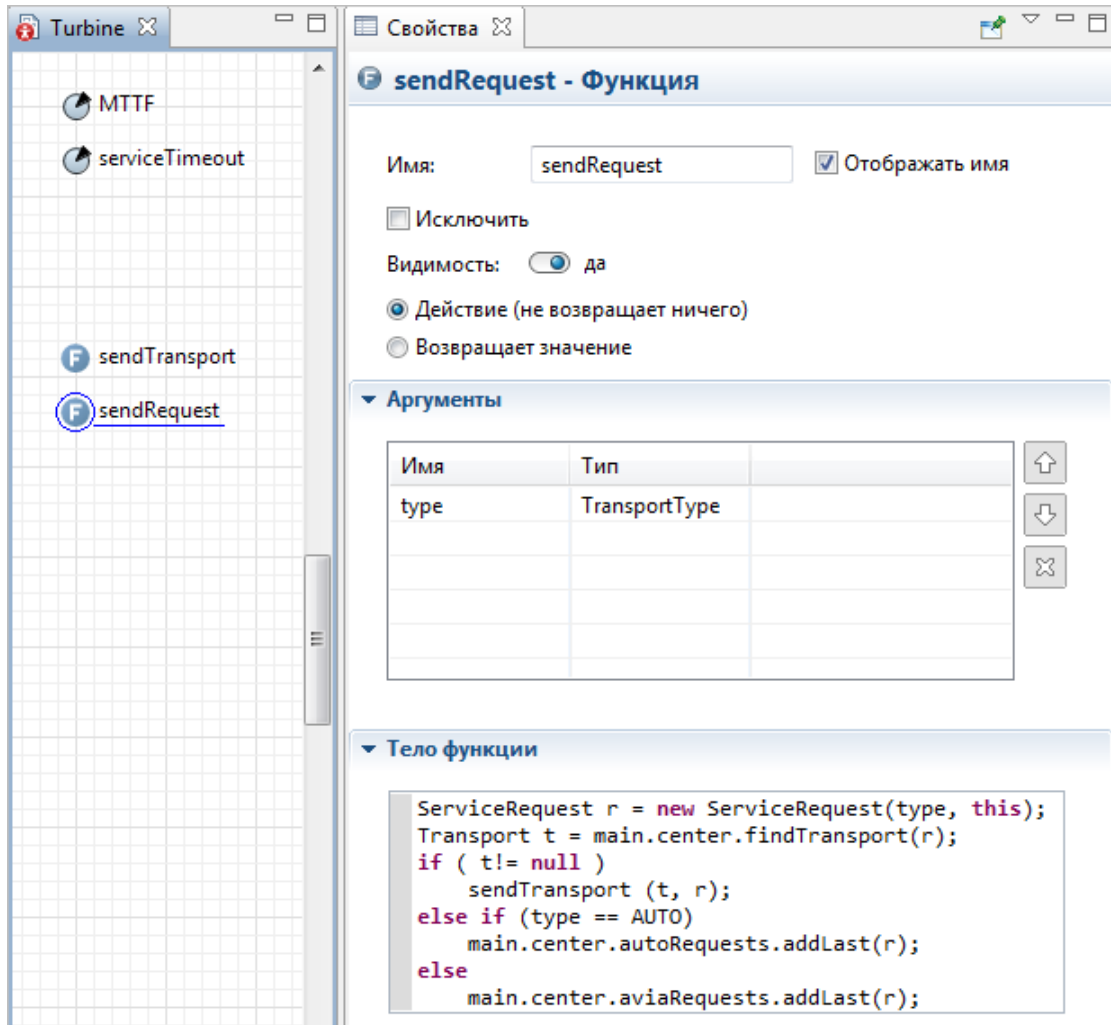 Turbine
MTTF
serviceTimeout
sendTransport
sendRequest
Свойства
sendRequest - Функция
Имя: sendRequest Отображать имя
Исключить
Видимость: да
Действие (не возвращает ничего)
Возвращает значение
Аргументы
Имя Тип
type TransportType
Тело функции
ServiceRequest r = new ServiceRequest(type, this);
Transport t = main.center.findTransport(r);
if ( t!= null )
    sendTransport (t, r);
else if (type == AUTO)
    main.center.autoRequests.addLast(r);
else
    main.center.aviaRequests.addLast(r);